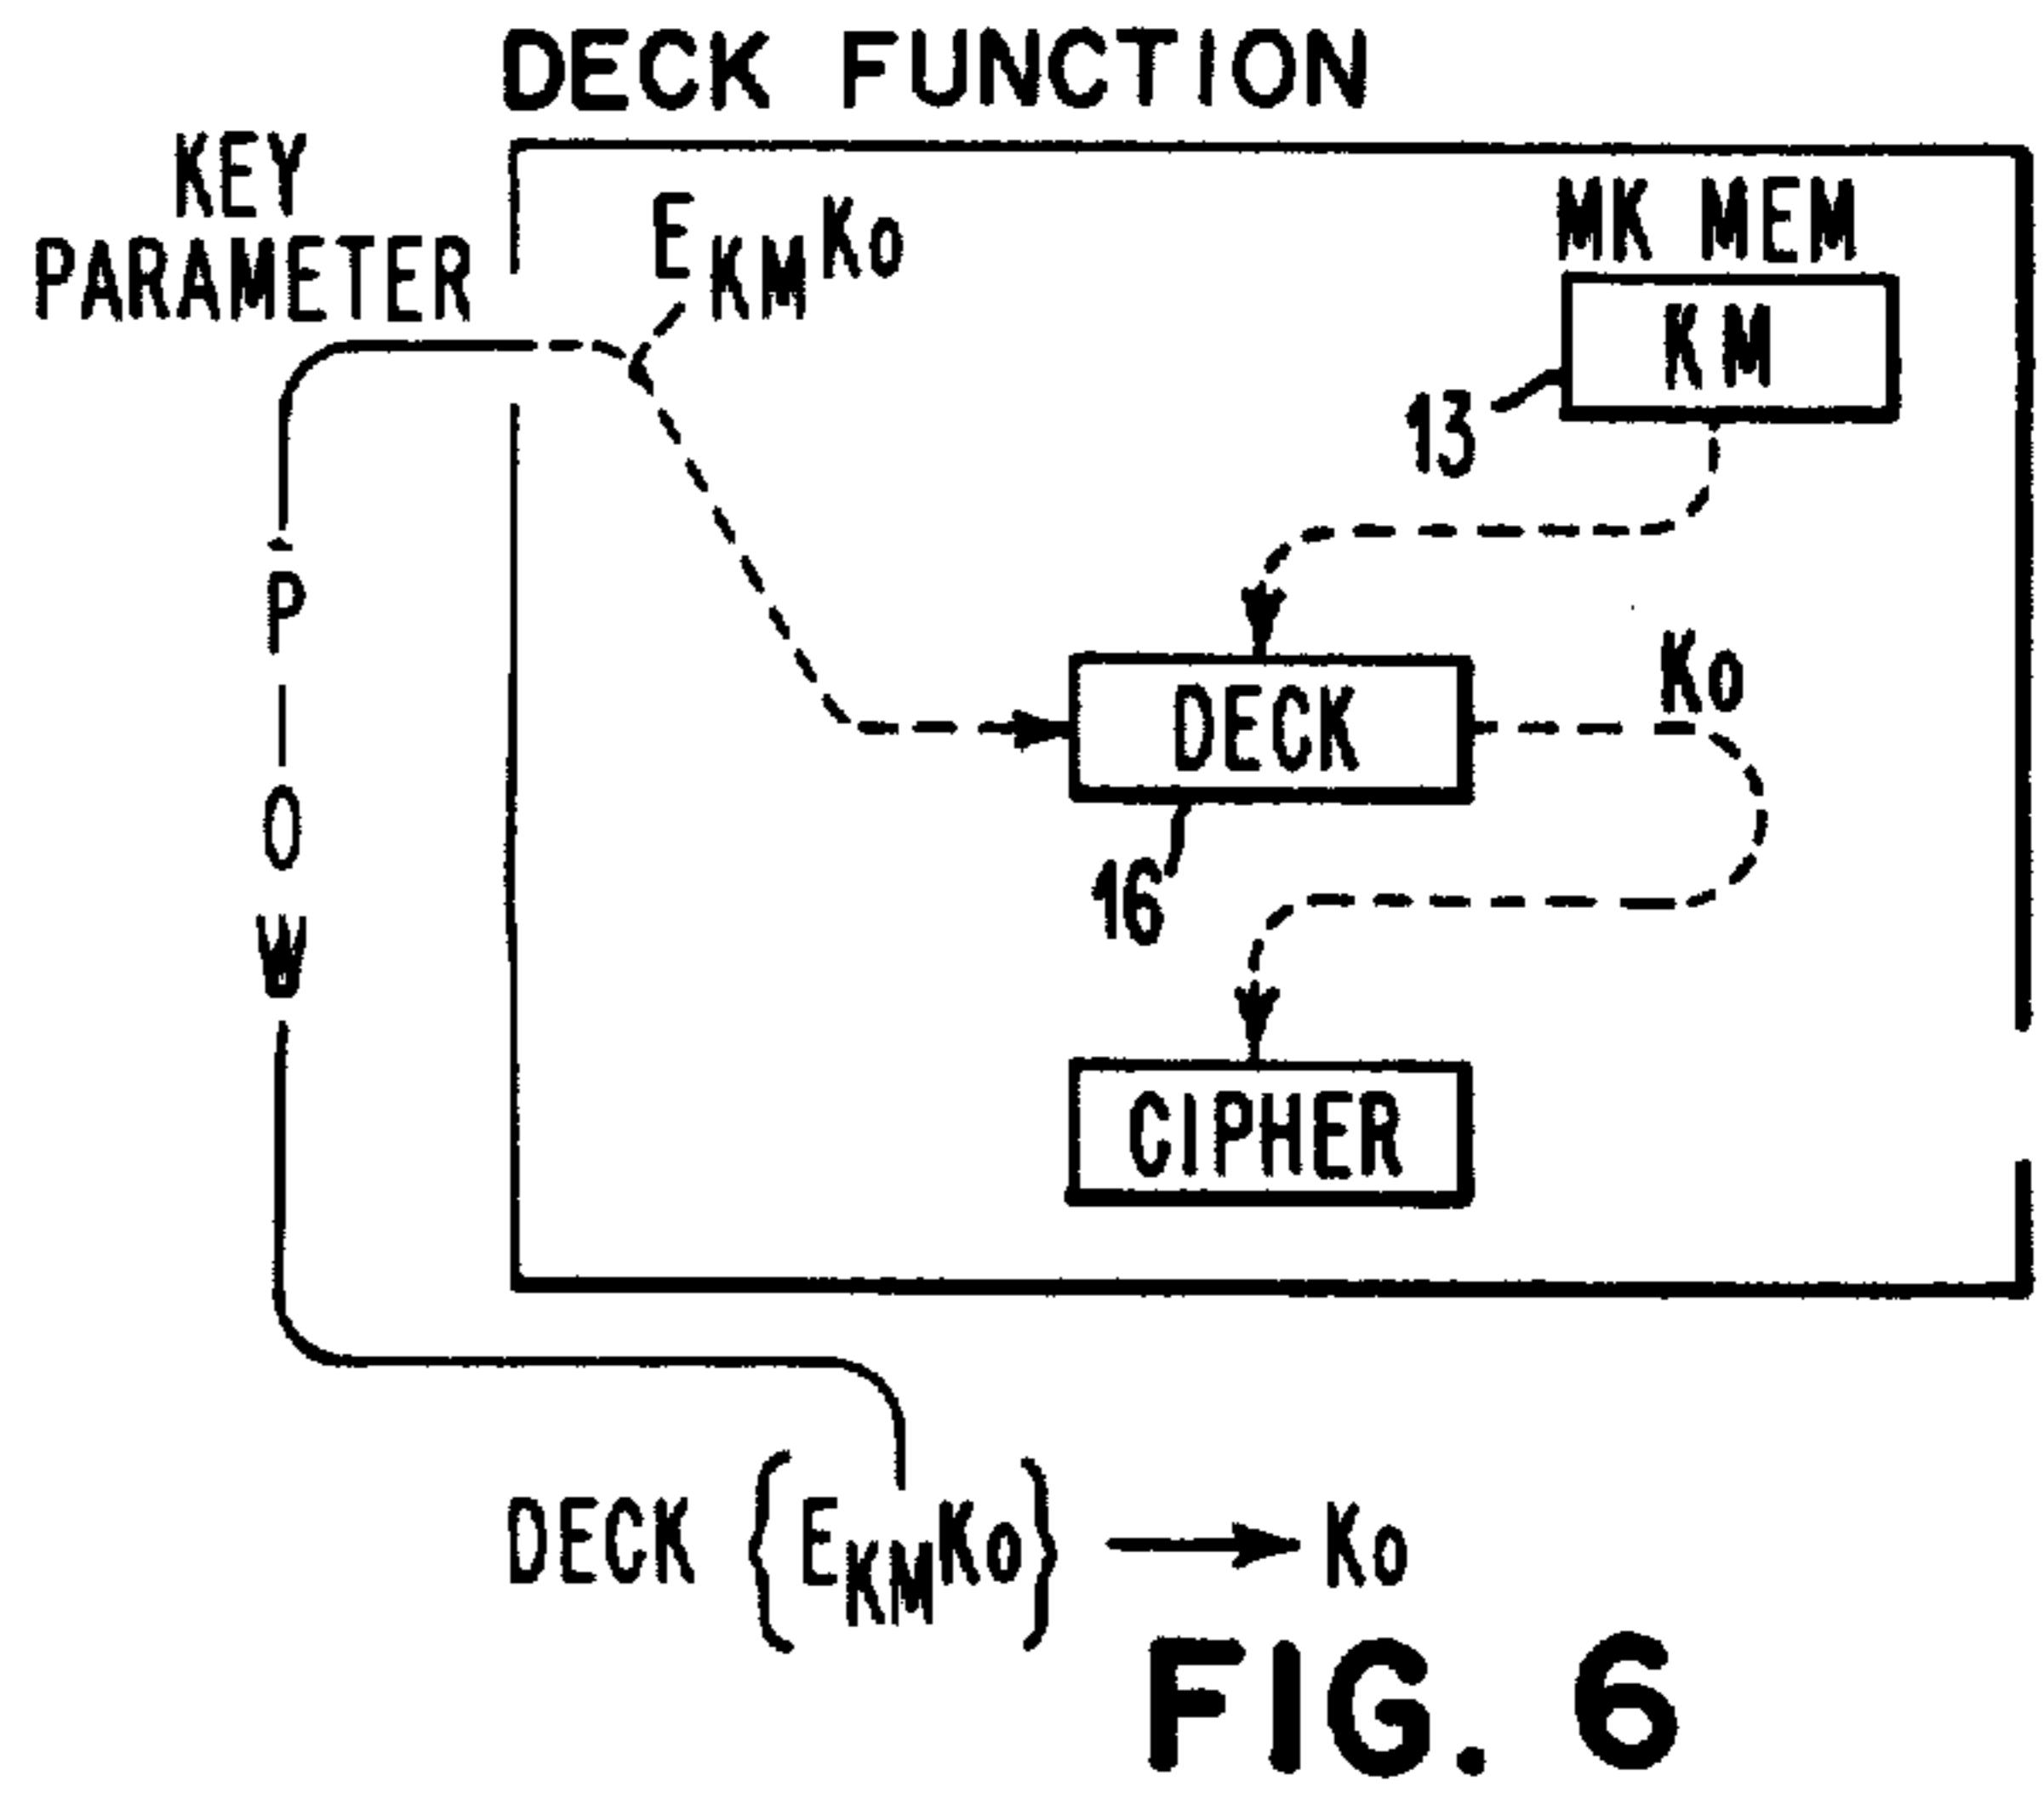 DECK FUNCTION
KEY
PARAMETER
EKMKo
MK MEM
KM
13
P
I
O
W
DECK
Ko
16
CIPHER
DECK {EKMKo} → Ko
FIG. 6